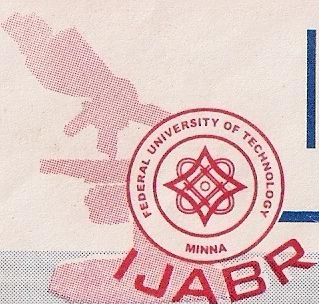 FEDERAL UNIVERSITY OF TECHNOLOGY
MINNA
IJABR